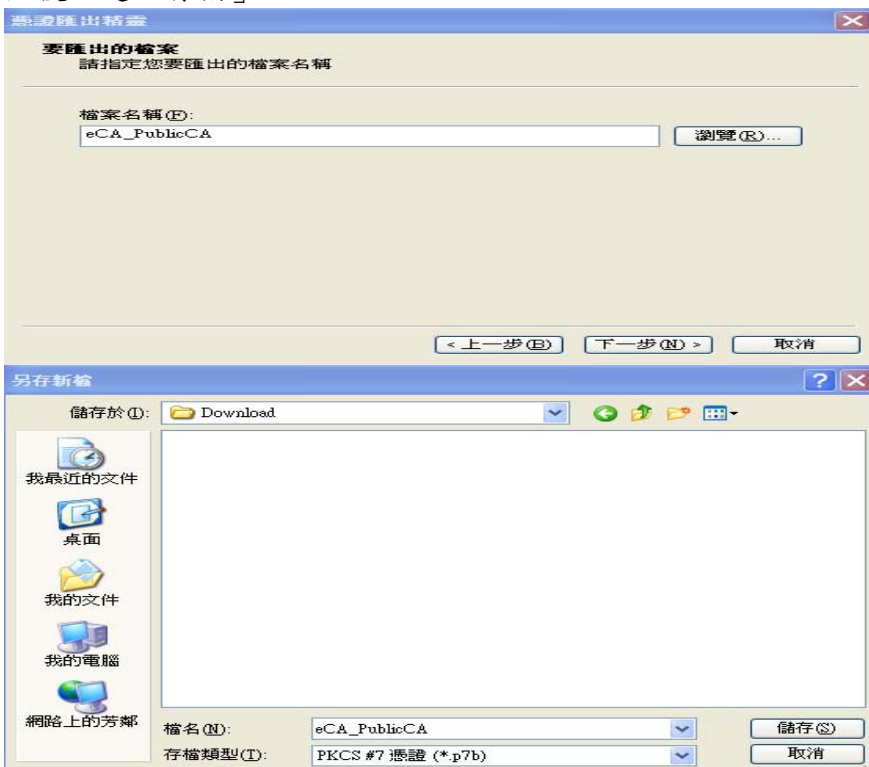 憑證匯出精靈
要匯出的檔案
請指定您要匯出的檔案名稱
檔案名稱(F):
eCA_PublicCA
瀏覽(R)...
<上一步(B)
下一步(N)>
取消
另存新檔
儲存於(I):
Download
我最近的文件
桌面
我的文件
我的電腦
網路上的芳鄰
檔名(N):
eCA_PublicCA
儲存(S)
存檔類型(T):
PKCS #7 憑證 (*.p7b)
取消